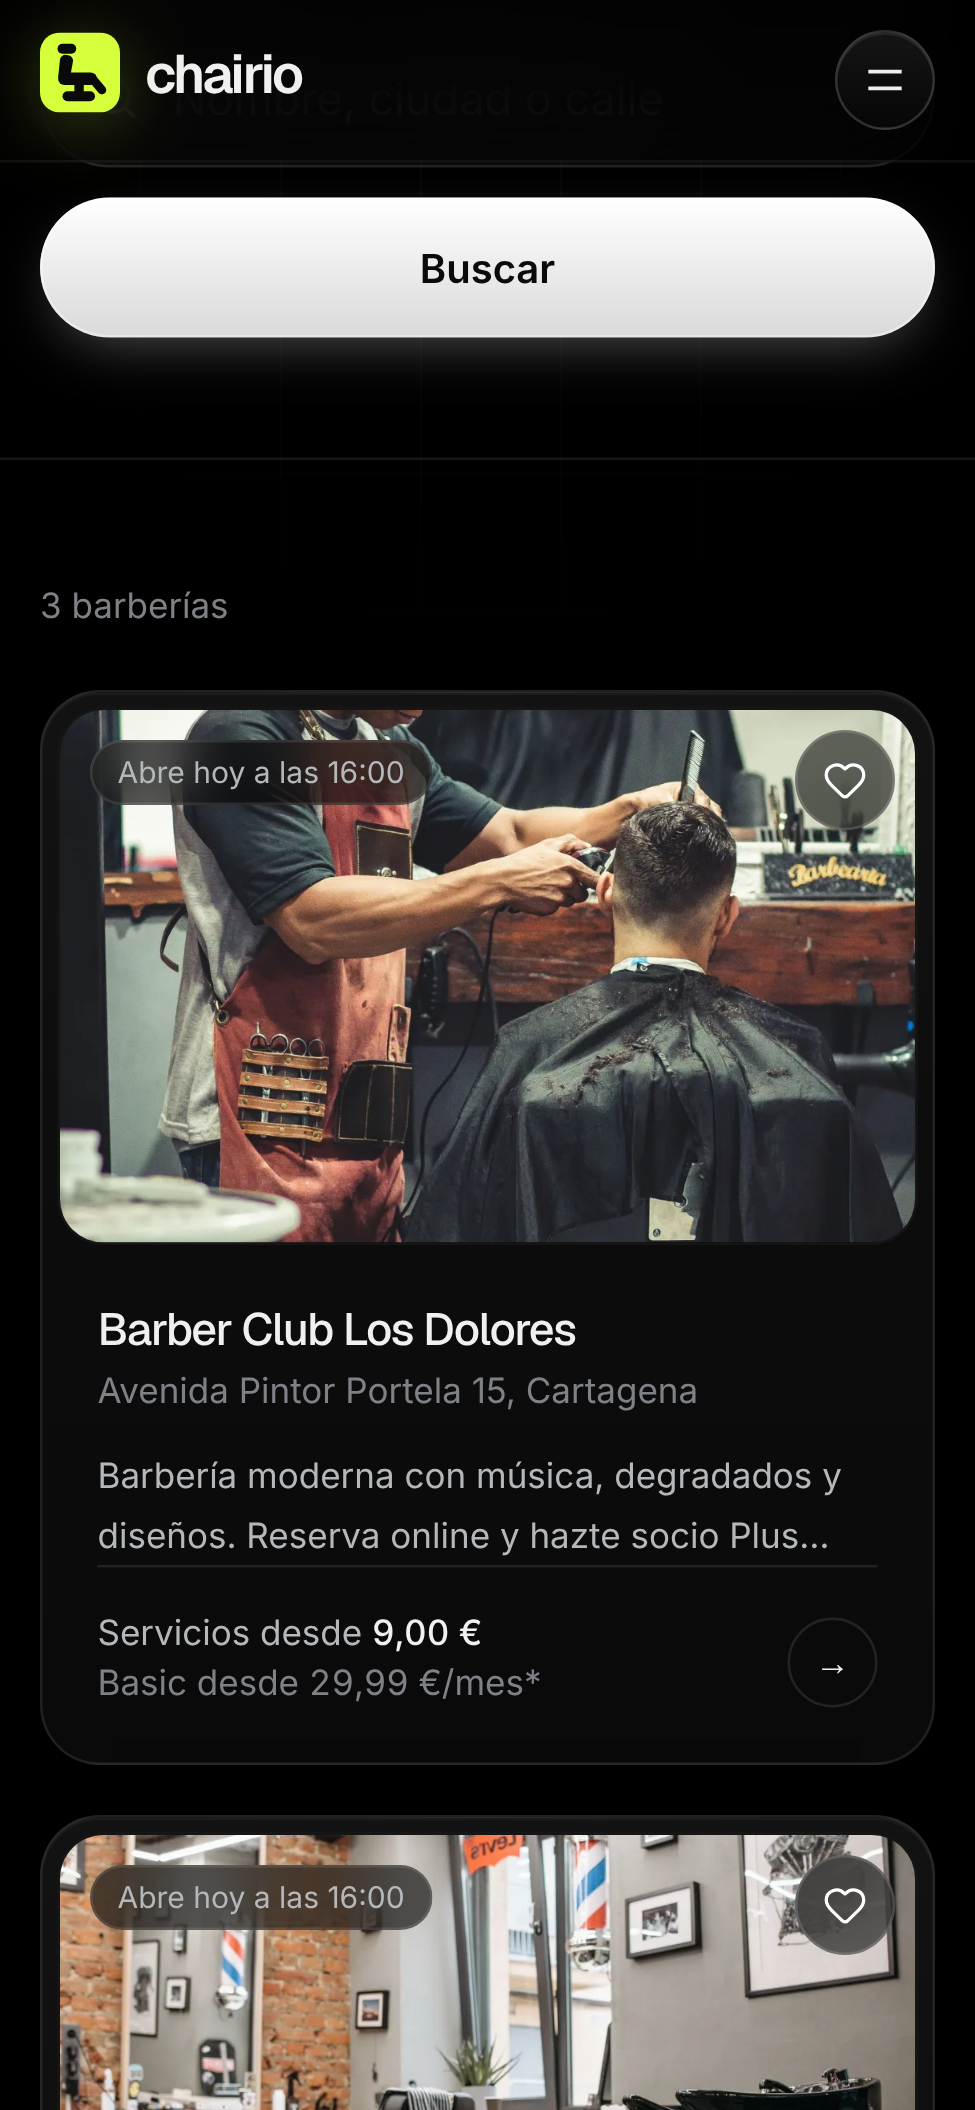 chairio
Nombre, ciudad o calle
Buscar
3 barberías
Abre hoy a las 16:00
Barbearia
Barber Club Los Dolores
Avenida Pintor Portela 15, Cartagena
Barbería moderna con música, degradados y
diseños. Reserva online y hazte socio Plus...
Servicios desde 9,00 €
Basic desde 29,99 €/mes*
→
Abre hoy a las 16:00
Levi's